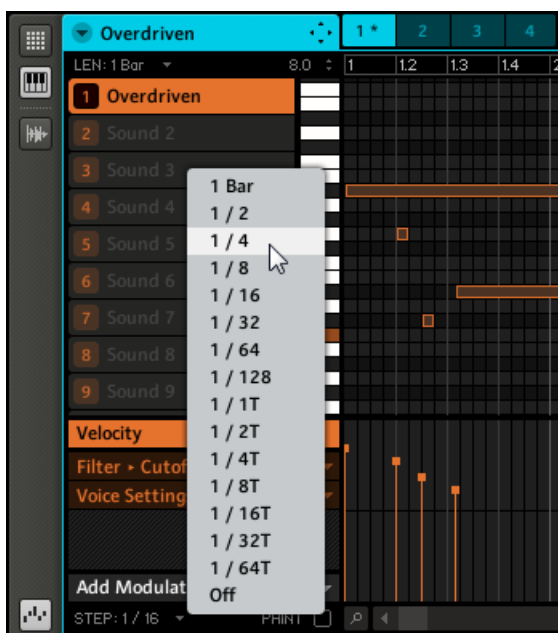 Overdriven
1 *
2
3
4
LEN: 1 Bar
8.0
1
1.2
1.3
1.4
2
1 Overdriven
2 Sound 2
3 Sound 3
4 Sound 4
5 Sound 5
6 Sound 6
7 Sound 7
8 Sound 8
9 Sound 9
1 Bar
1 / 2
1 / 4
1 / 8
1 / 16
1 / 32
1 / 64
1 / 128
1 / 1T
1 / 2T
1 / 4T
1 / 8T
1 / 16T
1 / 32T
1 / 64T
Off
Velocity
Filter ▸ Cutof
Voice Setting
Add Modulat
STEP: 1 / 16
PHINT